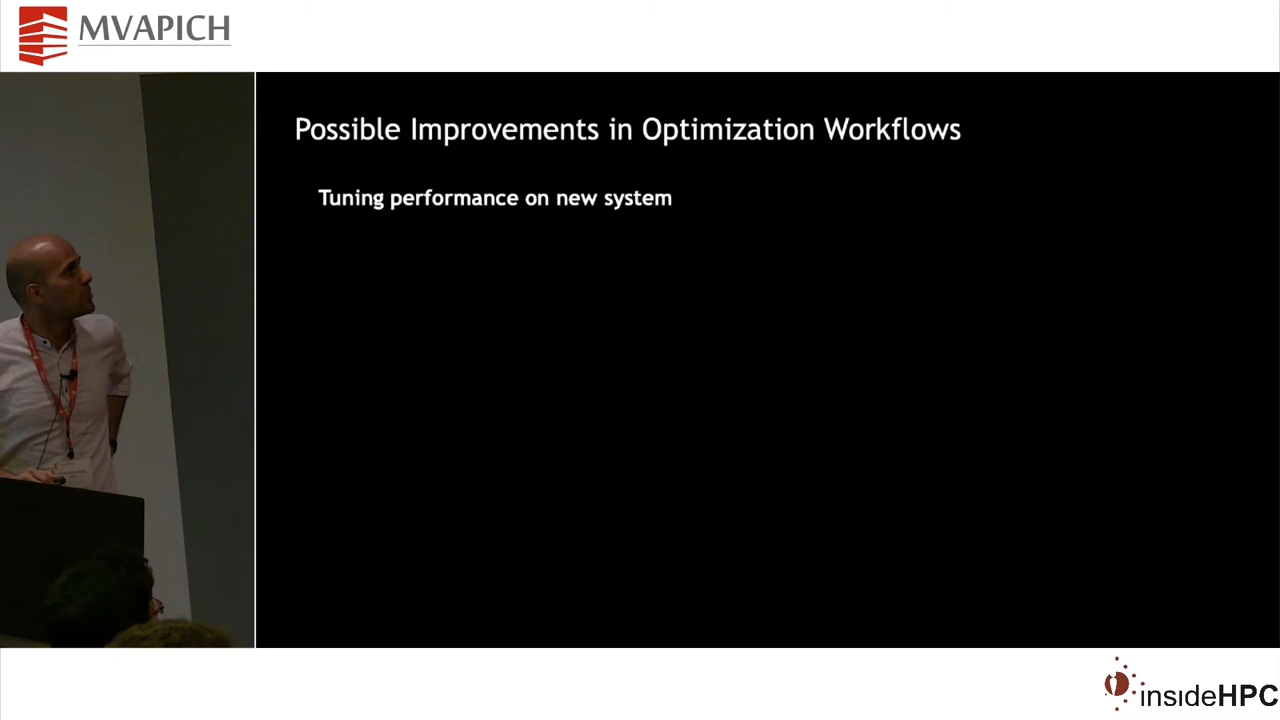 MVAPICH
Possible Improvements in Optimization Workflows
Tuning performance on new system
insideHPC